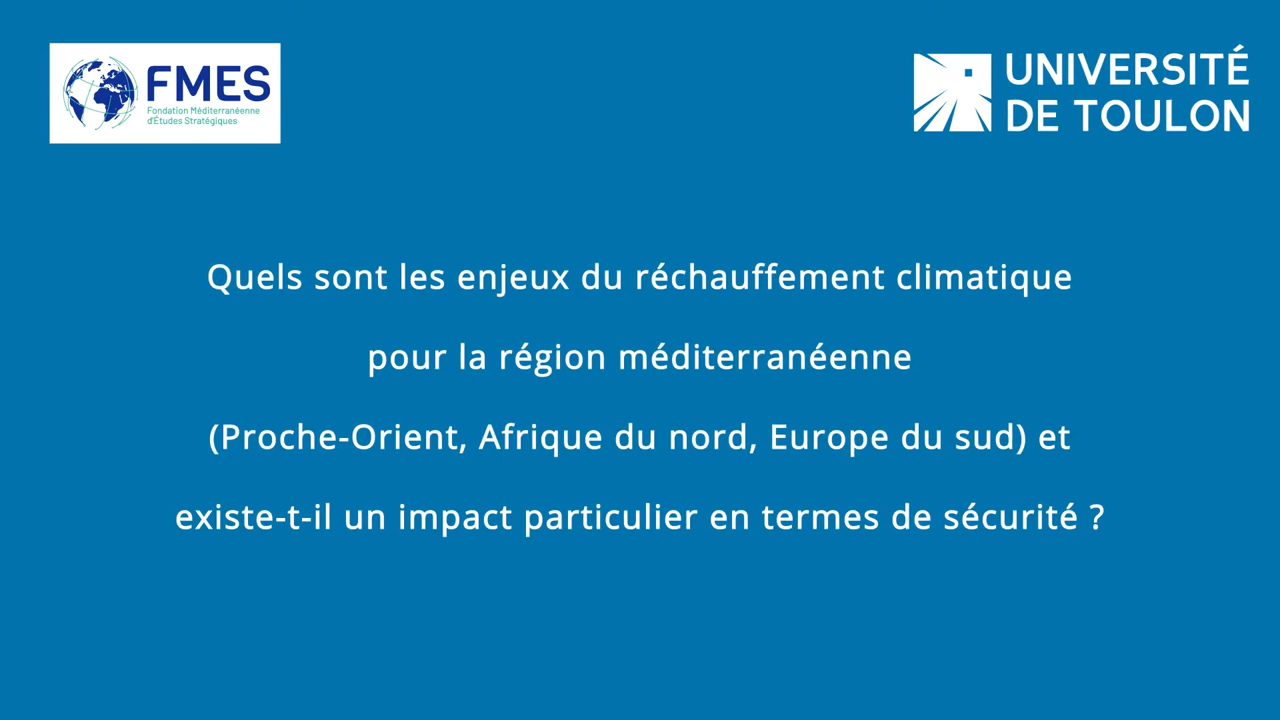 FMES
Fondation Méditerranéenne
d'Études Stratégiques
UNIVERSITÉ
DE TOULON
Quels sont les enjeux du réchauffement climatique
pour la région méditerranéenne
(Proche-Orient, Afrique du nord, Europe du sud) et
existe-t-il un impact particulier en termes de sécurité ?